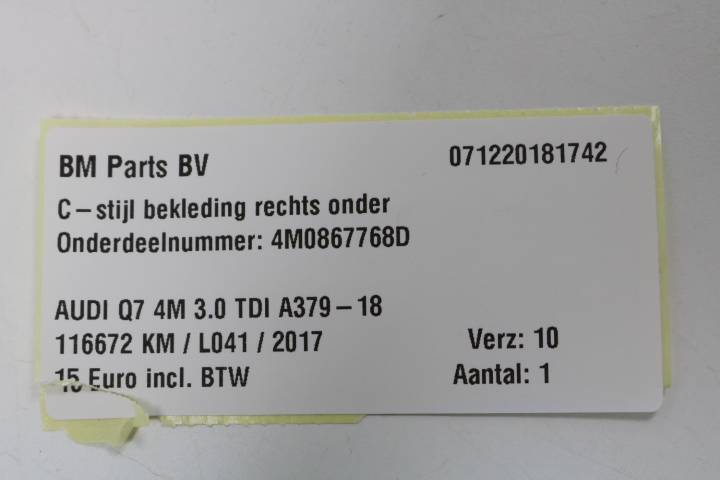 BM Parts BV 071220181742
C-stijl bekleding rechts onder
Onderdeelnummer: 4M0867768D
AUDI Q7 4M 3.0 TDI A379-18
116672 KM / L041 / 2017 Verz: 10
15 Euro incl. BTW Aantal: 1